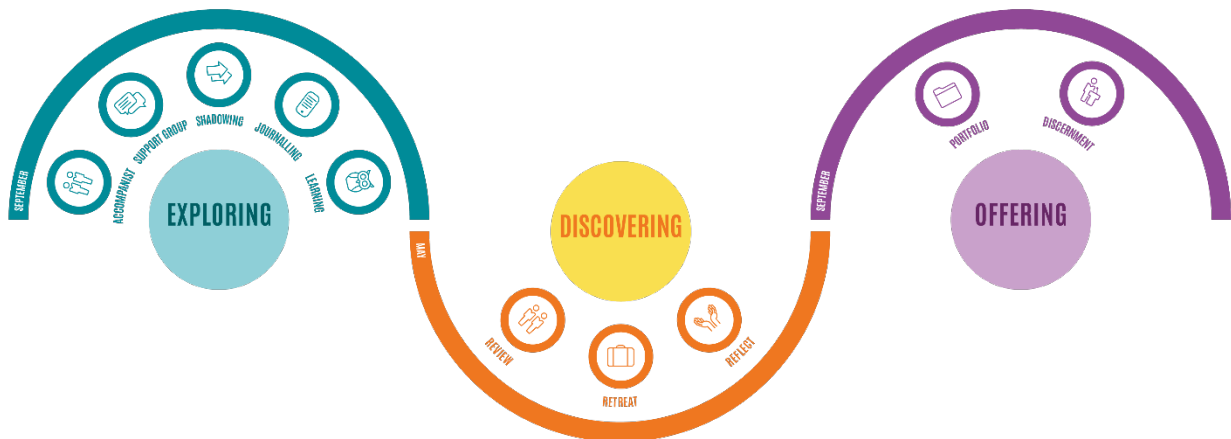 SEPTEMBER
ACCOMPANIST
SUPPORT GROUP
SHADOWING
JOURNALLING
LEARNING
EXPLORING
MAY
REVIEW
RETREAT
REFLECT
DISCOVERING
SEPTEMBER
PORTFOLIO
DISCERNMENT
OFFERING